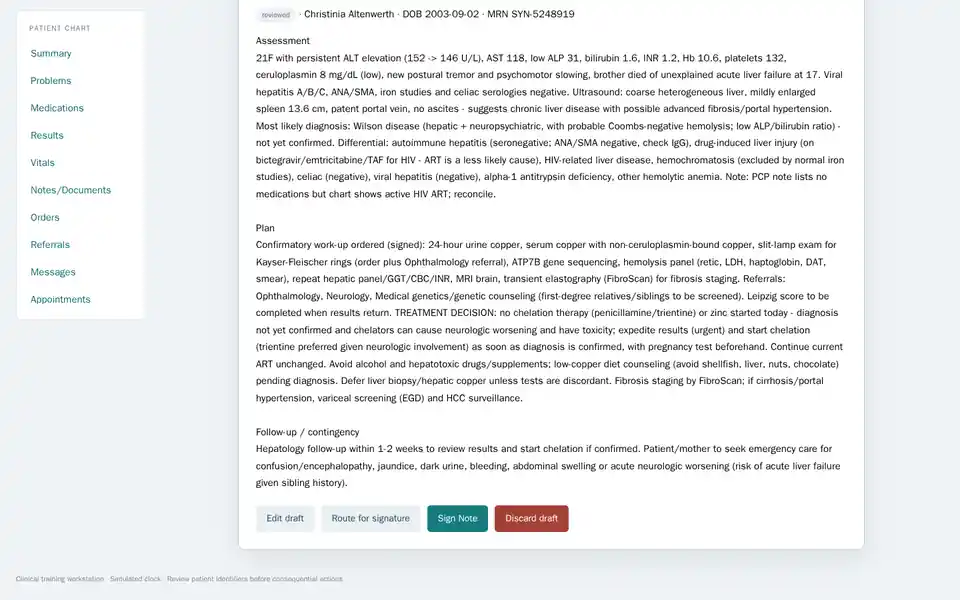 PATIENT CHART
Summary
Problems
Medications
Results
Vitals
Notes/Documents
Orders
Referrals
Messages
Appointments
reviewed · Christinia Altenwerth · DOB 2003-09-02 · MRN SYN-5248919
Assessment
21F with persistent ALT elevation (152 -> 146 U/L), AST 118, low ALP 31, bilirubin 1.6, INR 1.2, Hb 10.6, platelets 132,
ceruloplasmin 8 mg/dL (low), new postural tremor and psychomotor slowing, brother died of unexplained acute liver failure at 17. Viral
hepatitis A/B/C, ANA/SMA, iron studies and celiac serologies negative. Ultrasound: coarse heterogeneous liver, mildly enlarged
spleen 13.6 cm, patent portal vein, no ascites - suggests chronic liver disease with possible advanced fibrosis/portal hypertension.
Most likely diagnosis: Wilson disease (hepatic + neuropsychiatric, with probable Coombs-negative hemolysis; low ALP/bilirubin ratio) -
not yet confirmed. Differential: autoimmune hepatitis (seronegative; ANA/SMA negative, check IgG), drug-induced liver injury (on
bictegravir/emtricitabine/TAF for HIV - ART is a less likely cause), HIV-related liver disease, hemochromatosis (excluded by normal iron
studies), celiac (negative), viral hepatitis (negative), alpha-1 antitrypsin deficiency, other hemolytic anemia. Note: PCP note lists no
medications but chart shows active HIV ART; reconcile.
Plan
Confirmatory work-up ordered (signed): 24-hour urine copper, serum copper with non-ceruloplasmin-bound copper, slit-lamp exam for
Kayser-Fleischer rings (order plus Ophthalmology referral), ATP7B gene sequencing, hemolysis panel (retic, LDH, haptoglobin, DAT,
smear), repeat hepatic panel/GGT/CBC/INR, MRI brain, transient elastography (FibroScan) for fibrosis staging. Referrals:
Ophthalmology, Neurology, Medical genetics/genetic counseling (first-degree relatives/siblings to be screened). Leipzig score to be
completed when results return. TREATMENT DECISION: no chelation therapy (penicillamine/trientine) or zinc started today - diagnosis
not yet confirmed and chelators can cause neurologic worsening and have toxicity; expedite results (urgent) and start chelation
(trientine preferred given neurologic involvement) as soon as diagnosis is confirmed, with pregnancy test beforehand. Continue current
ART unchanged. Avoid alcohol and hepatotoxic drugs/supplements; low-copper diet counseling (avoid shellfish, liver, nuts, chocolate)
pending diagnosis. Defer liver biopsy/hepatic copper unless tests are discordant. Fibrosis staging by FibroScan; if cirrhosis/portal
hypertension, variceal screening (EGD) and HCC surveillance.
Follow-up / contingency
Hepatology follow-up within 1-2 weeks to review results and start chelation if confirmed. Patient/mother to seek emergency care for
confusion/encephalopathy, jaundice, dark urine, bleeding, abdominal swelling or acute neurologic worsening (risk of acute liver failure
given sibling history).
Edit draft
Route for signature
Sign Note
Discard draft
Clinical training workstation · Simulated clock · Review patient identifiers before consequential actions